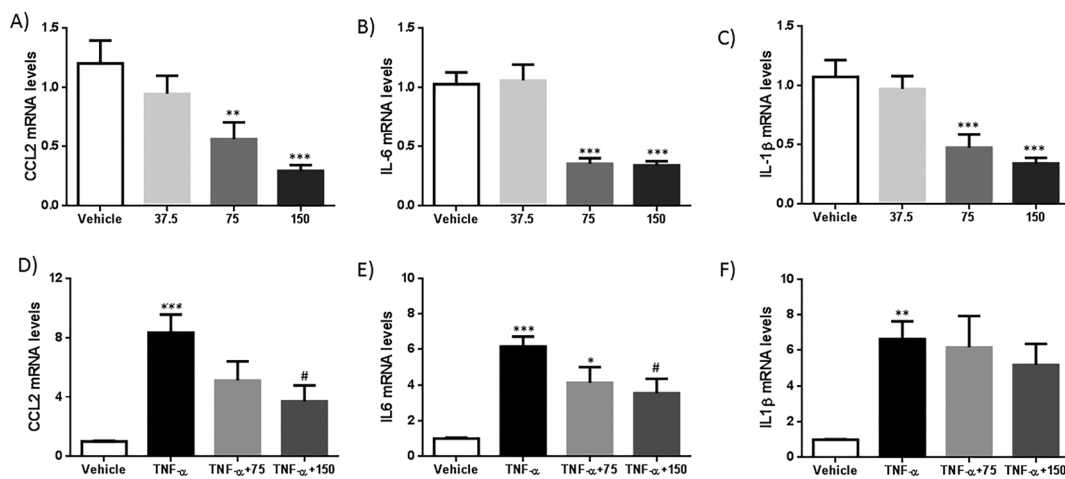 A)
CCL2 mRNA levels
1.5
1.0
0.5
0.0
**
***
Vehicle 37.5 75 150
B)
IL-6 mRNA levels
1.5
1.0
0.5
0.0
***
***
Vehicle 37.5 75 150
C)
IL-1β mRNA levels
1.5
1.0
0.5
0.0
***
***
Vehicle 37.5 75 150
D)
CCL2 mRNA levels
12
8
4
0
***
#
Vehicle TNF-α TNF-α+75 TNF-α+150
E)
IL6 mRNA levels
10
8
6
4
2
0
***
*
#
Vehicle TNF-α TNF-α+75 TNF-α+150
F)
IL1β mRNA levels
10
8
6
4
2
0
**
Vehicle TNF-α TNF-α+75 TNF-α+150